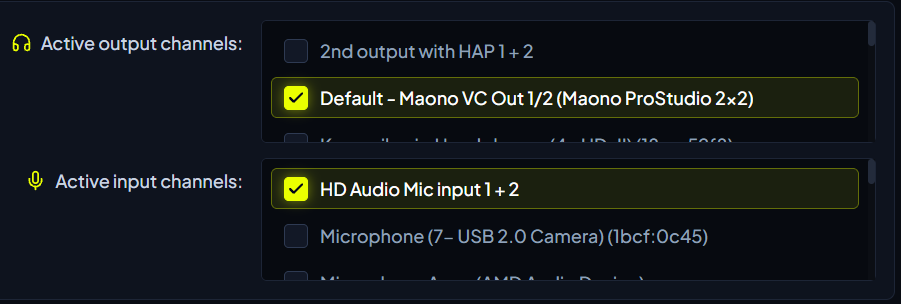 Active output channels:
2nd output with HAP 1 + 2
Default - Maono VC Out 1/2 (Maono ProStudio 2x2)
Active input channels:
HD Audio Mic input 1 + 2
Microphone (7– USB 2.0 Camera) (1bcf:0c45)